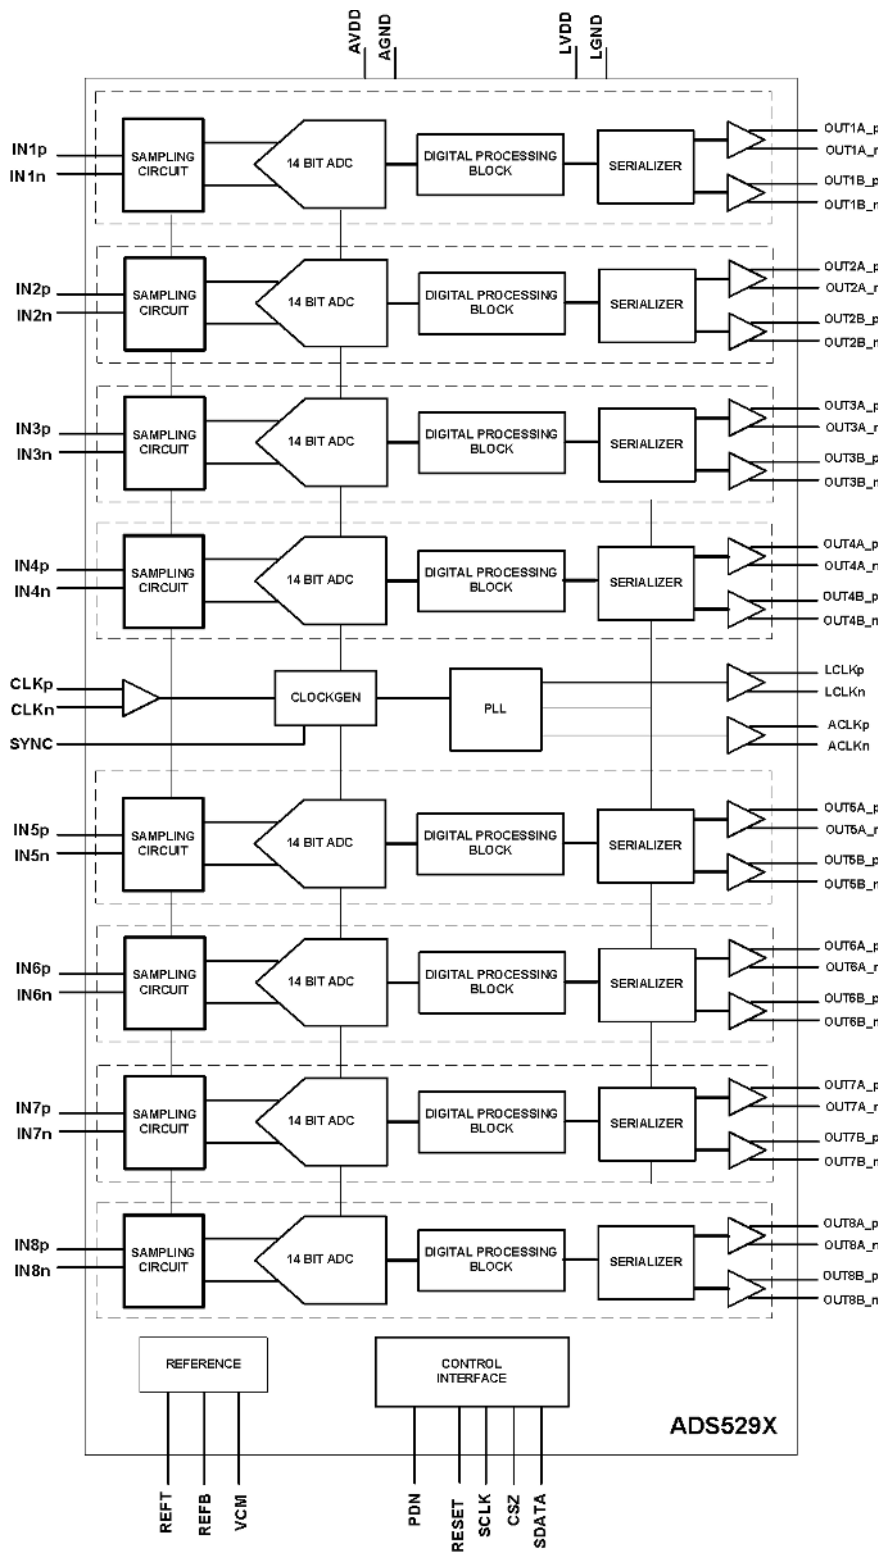 AVDD
AGND
LVDD
LGND
IN1p
IN1n
SAMPLING
CIRCUIT
14 BIT ADC
DIGITAL PROCESSING
BLOCK
SERIALIZER
OUT1A_p
OUT1A_n
OUT1B_p
OUT1B_n
IN2p
IN2n
SAMPLING
CIRCUIT
14 BIT ADC
DIGITAL PROCESSING
BLOCK
SERIALIZER
OUT2A_p
OUT2A_n
OUT2B_p
OUT2B_n
IN3p
IN3n
SAMPLING
CIRCUIT
14 BIT ADC
DIGITAL PROCESSING
BLOCK
SERIALIZER
OUT3A_p
OUT3A_n
OUT3B_p
OUT3B_n
IN4p
IN4n
SAMPLING
CIRCUIT
14 BIT ADC
DIGITAL PROCESSING
BLOCK
SERIALIZER
OUT4A_p
OUT4A_n
OUT4B_p
OUT4B_n
CLKp
CLKn
SYNC
CLOCKGEN
PLL
LCLKp
LCLKn
ACLKp
ACLKn
IN5p
IN5n
SAMPLING
CIRCUIT
14 BIT ADC
DIGITAL PROCESSING
BLOCK
SERIALIZER
OUT5A_p
OUT5A_n
OUT5B_p
OUT5B_n
IN6p
IN6n
SAMPLING
CIRCUIT
14 BIT ADC
DIGITAL PROCESSING
BLOCK
SERIALIZER
OUT6A_p
OUT6A_n
OUT6B_p
OUT6B_n
IN7p
IN7n
SAMPLING
CIRCUIT
14 BIT ADC
DIGITAL PROCESSING
BLOCK
SERIALIZER
OUT7A_p
OUT7A_n
OUT7B_p
OUT7B_n
IN8p
IN8n
SAMPLING
CIRCUIT
14 BIT ADC
DIGITAL PROCESSING
BLOCK
SERIALIZER
OUT8A_p
OUT8A_n
OUT8B_p
OUT8B_n
REFERENCE
CONTROL
INTERFACE
ADS529X
REFT
REFB
VCM
PDN
RESET
SCLK
CSZ
SDATA